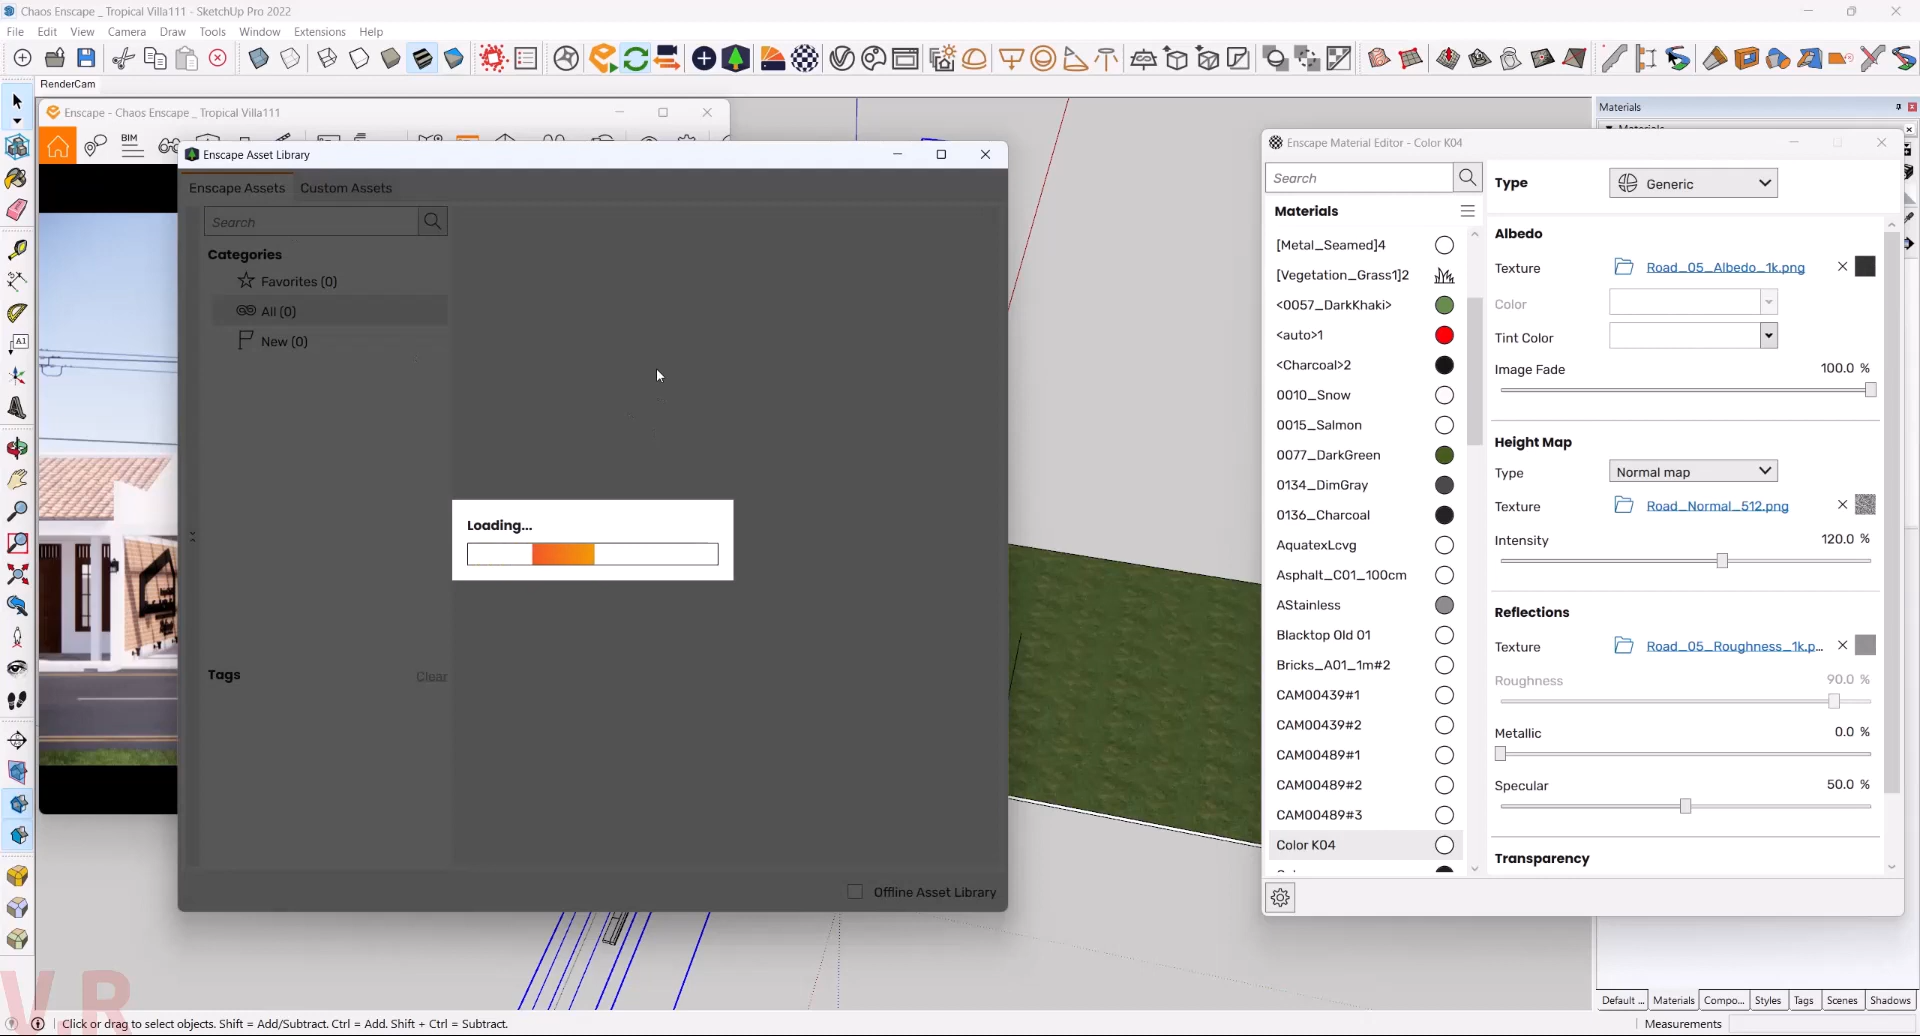 Chaos Enscape _ Tropical Villa111 - SketchUp Pro 2022
File Edit View Camera Draw Tools Window Extensions Help
RenderCam
Enscape - Chaos Enscape _ Tropical Villa111
BIM
Enscape Asset Library
Enscape Assets Custom Assets
Search
Categories
Favorites (0)
All (0)
New (0)
Loading...
Tags Clear
Offline Asset Library
A1
Materials
Enscape Material Editor - Color K04
Search
Materials
[Metal_Seamed]4
[Vegetation_Grass1]2
<0057_DarkKhaki>
<auto>1
<Charcoal>2
0010_Snow
0015_Salmon
0077_DarkGreen
0134_DimGray
0136_Charcoal
AquatexLcvg
Asphalt_C01_100cm
AStainless
Blacktop Old 01
Bricks_A01_1m#2
CAM00439#1
CAM00439#2
CAM00489#1
CAM00489#2
CAM00489#3
Color K04
Type Generic
Albedo
Texture Road_05_Albedo_1k.png
Color
Tint Color
Image Fade 100.0 %
Height Map
Type Normal map
Texture Road_Normal_512.png
Intensity 120.0 %
Reflections
Texture Road_05_Roughness_1k.p...
Roughness 90.0 %
Metallic 0.0 %
Specular 50.0 %
Transparency
Default ... Materials Compo... Styles Tags Scenes Shadows
V.R
Click or drag to select objects. Shift = Add/Subtract. Ctrl = Add. Shift + Ctrl = Subtract.
Measurements